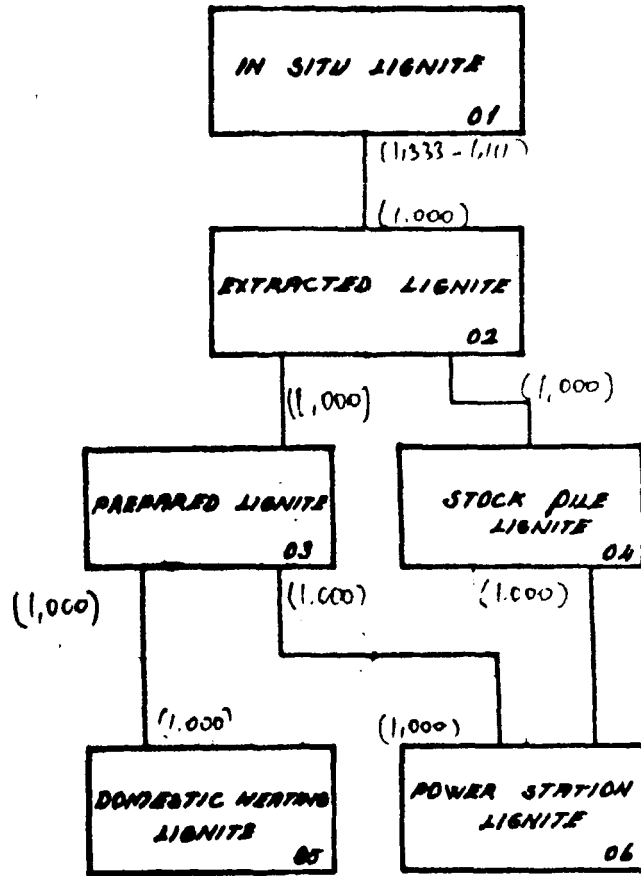 IN SITU LIGNITE
01
(1,333-1,111)
(1.000)
EXTRACTED LIGNITE
02
(1,000)
(1,000)
PREPARED LIGNITE
03
STOCK PILE
LIGNITE
04
(1,000)
(1.000)
(1.000)
(1.000)
(1,000)
DOMESTIC HEATING
LIGNITE
05
POWER STATION
LIGNITE
06